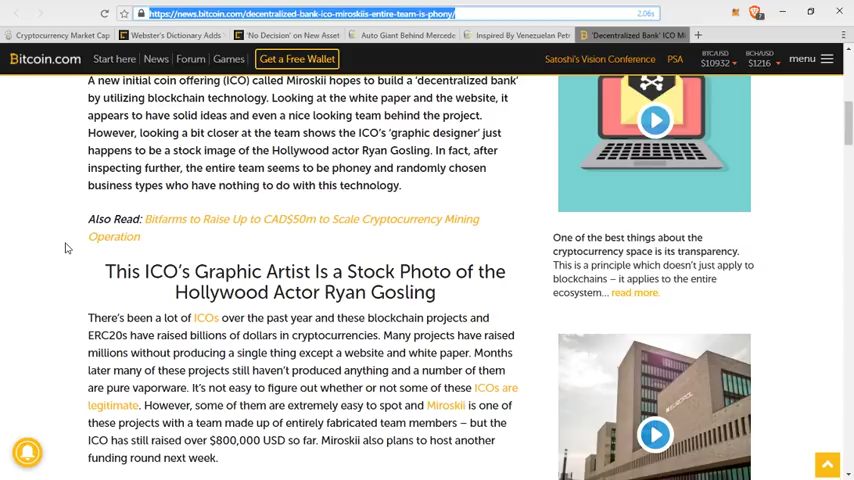 https://news.bitcoin.com/decentralized-bank-ico-miroskiis-entire-team-is-phony/
2.06s
7
Cryptocurrency Market Cap
Webster's Dictionary Adds
'No Decision' on New Asset
Auto Giant Behind Mercede
Inspired By Venezuelan Petr
'Decentralized Bank' ICO Mi
Bitcoin.com
Start here
News
Forum
Games
Get a Free Wallet
Satoshi's Vision Conference
PSA
BTC/USD
$10932
BCH/USD
$1216
menu
A new initial coin offering (ICO) called Miroskii hopes to build a 'decentralized bank'
by utilizing blockchain technology. Looking at the white paper and the website, it
appears to have solid ideas and even a nice looking team behind the project.
However, looking a bit closer at the team shows the ICO's 'graphic designer' just
happens to be a stock image of the Hollywood actor Ryan Gosling. In fact, after
inspecting further, the entire team seems to be phoney and randomly chosen
business types who have nothing to do with this technology.
Also Read: Bitfarms to Raise Up to CAD$50m to Scale Cryptocurrency Mining
Operation
This ICO's Graphic Artist Is a Stock Photo of the
Hollywood Actor Ryan Gosling
There's been a lot of ICOs over the past year and these blockchain projects and
ERC20s have raised billions of dollars in cryptocurrencies. Many projects have raised
millions without producing a single thing except a website and white paper. Months
later many of these projects still haven't produced anything and a number of them
are pure vaporware. It's not easy to figure out whether or not some of these ICOs are
legitimate. However, some of them are extremely easy to spot and Miroskii is one of
these projects with a team made up of entirely fabricated team members – but the
ICO has still raised over $800,000 USD so far. Miroskii also plans to host another
funding round next week.
One of the best things about the
cryptocurrency space is its transparency.
This is a principle which doesn't just apply to
blockchains – it applies to the entire
ecosystem... read more.
EUROPOL